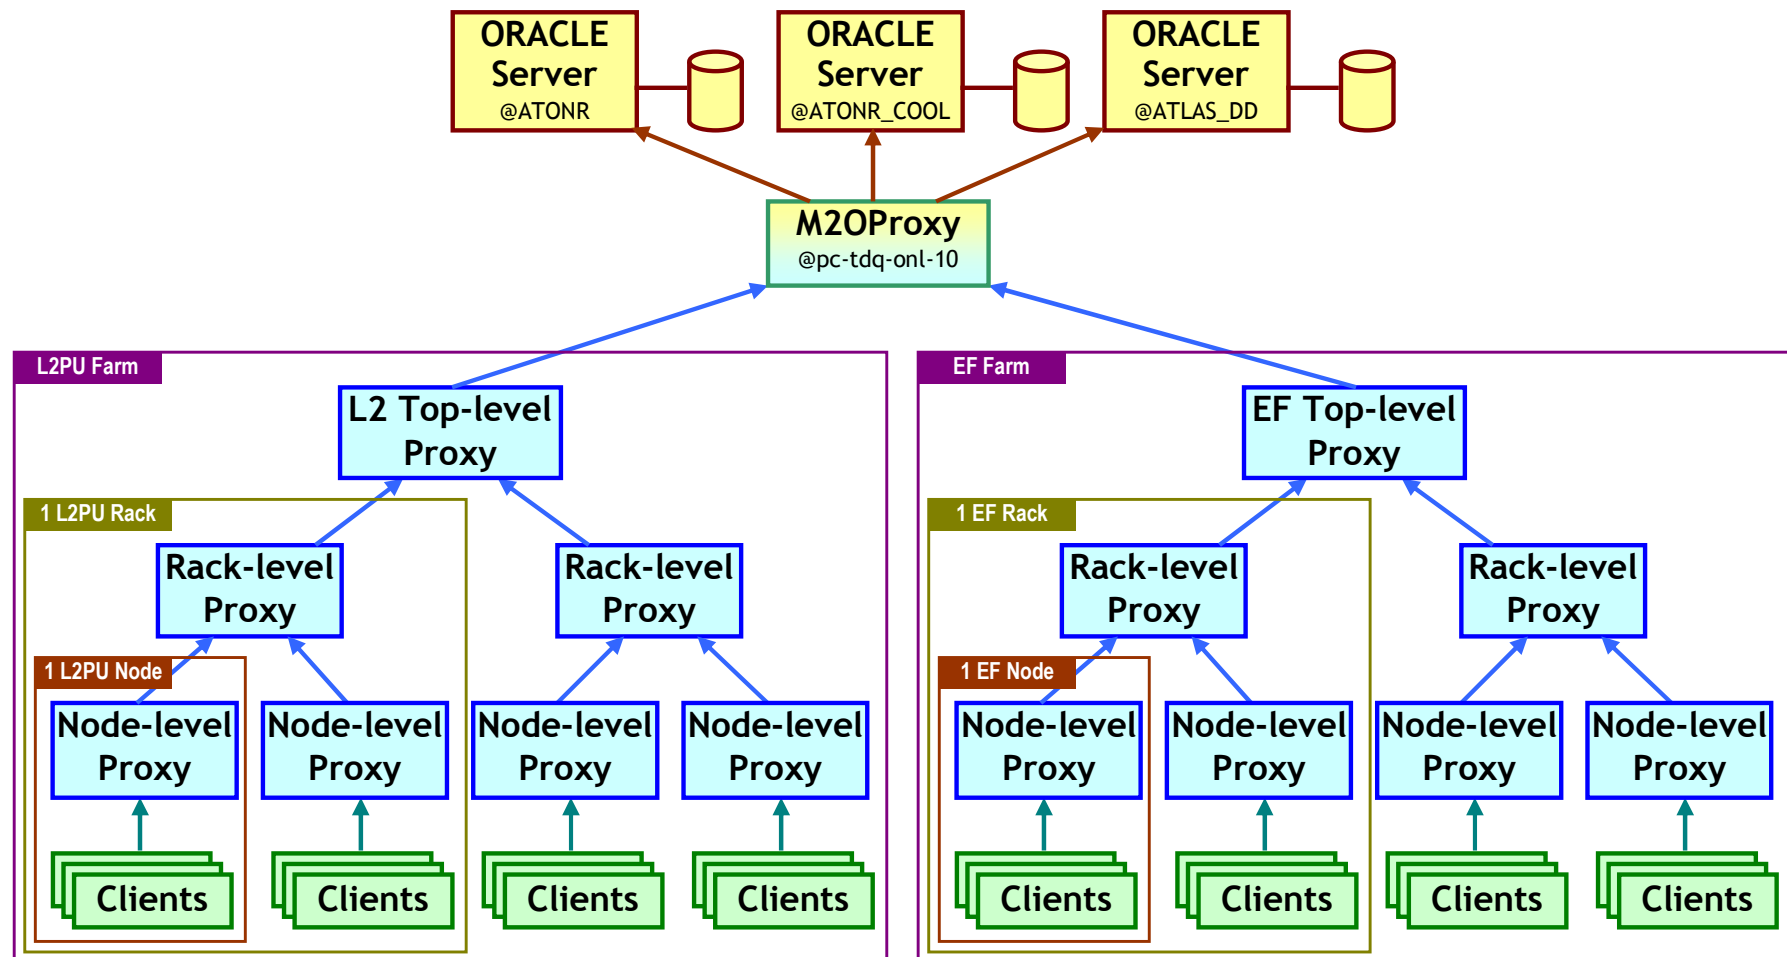 ORACLE
Server
@ATONR
ORACLE
Server
@ATONR_COOL
ORACLE
Server
@ATLAS_DD
M2OProxy
@pc-tdq-onl-10
L2PU Farm
L2 Top-level
Proxy
1 L2PU Rack
Rack-level
Proxy
Rack-level
Proxy
1 L2PU Node
Node-level
Proxy
Node-level
Proxy
Node-level
Proxy
Node-level
Proxy
Clients
Clients
Clients
Clients
EF Farm
EF Top-level
Proxy
1 EF Rack
Rack-level
Proxy
Rack-level
Proxy
1 EF Node
Node-level
Proxy
Node-level
Proxy
Node-level
Proxy
Node-level
Proxy
Clients
Clients
Clients
Clients